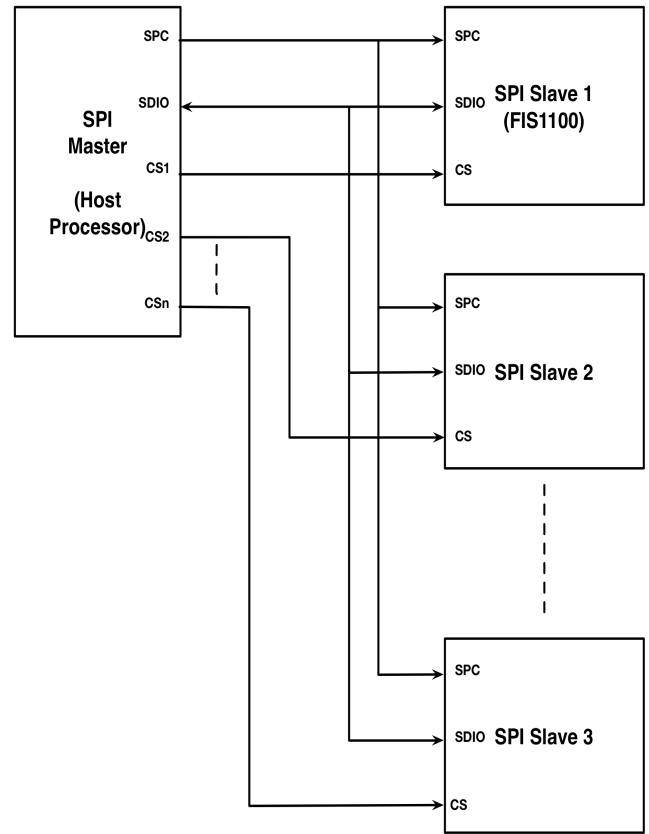 SPC
SDIO
SPI
Master
CS1
(Host
Processor)
CS2
CSn
SPC
SDIO
SPI Slave 1
(FIS1100)
CS
SPC
SDIO
SPI Slave 2
CS
SPC
SDIO
SPI Slave 3
CS